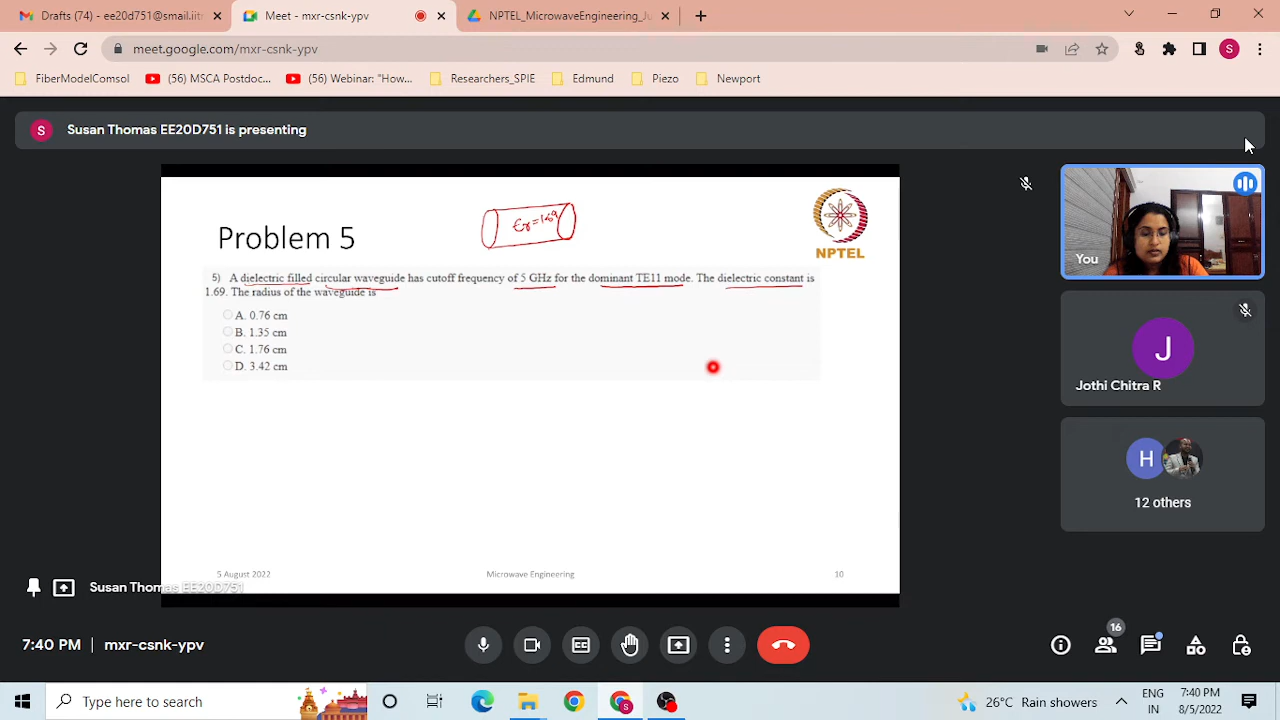 Drafts (74) - susan@smail.iit
Meet - mxr-csnk-ypv
NPTEL_Microwave_Engineering_Ju
meet.google.com/mxr-csnk-ypv
S
FiberModelComsol
(56) MSCA Postdoc...
(56) Webinar: "How...
Researchers_SPIE
Edmund
Piezo
Newport
S
Susan Thomas EE20D751 is presenting
Problem 5
Єr=1.69
NPTEL
5) A dielectric filled circular waveguide has cutoff frequency of 5 GHz for the dominant TE11 mode. The dielectric constant is
1.69. The radius of the waveguide is
A. 0.76 cm
B. 1.35 cm
C. 1.76 cm
D. 3.42 cm
5 August 2022
Microwave Engineering
10
Susan Thomas EE20D751
You
J
Jothi Chitra R
H
12 others
7:40 PM | mxr-csnk-ypv
CC
16
Type here to search
26°C Rain showers
ENG
IN
7:40 PM
8/5/2022